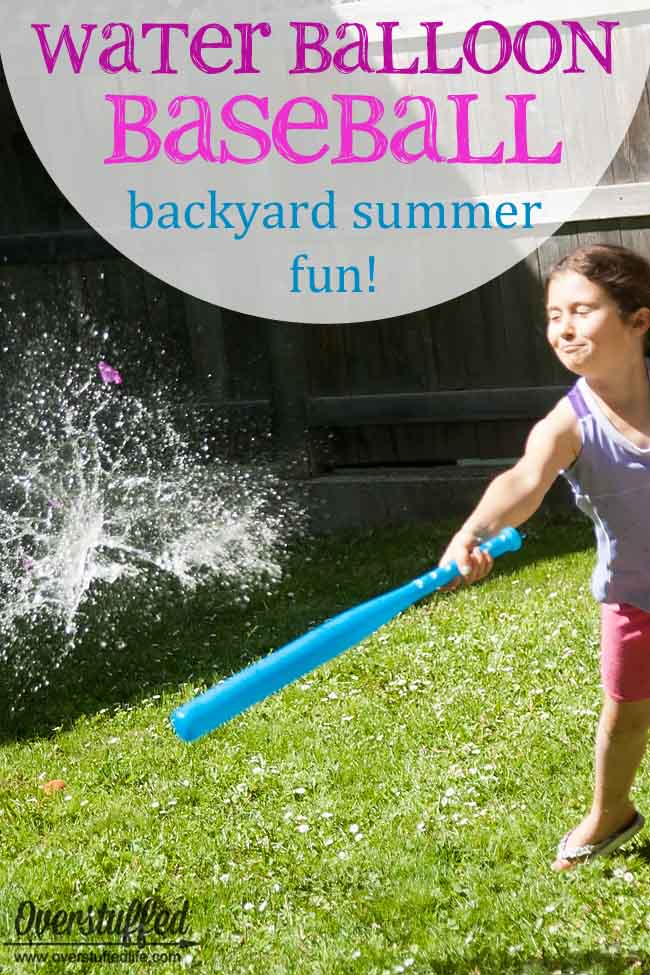 Water Balloon
Baseball
backyard summer
fun!
Overstuffed
www.overstuffedlife.com